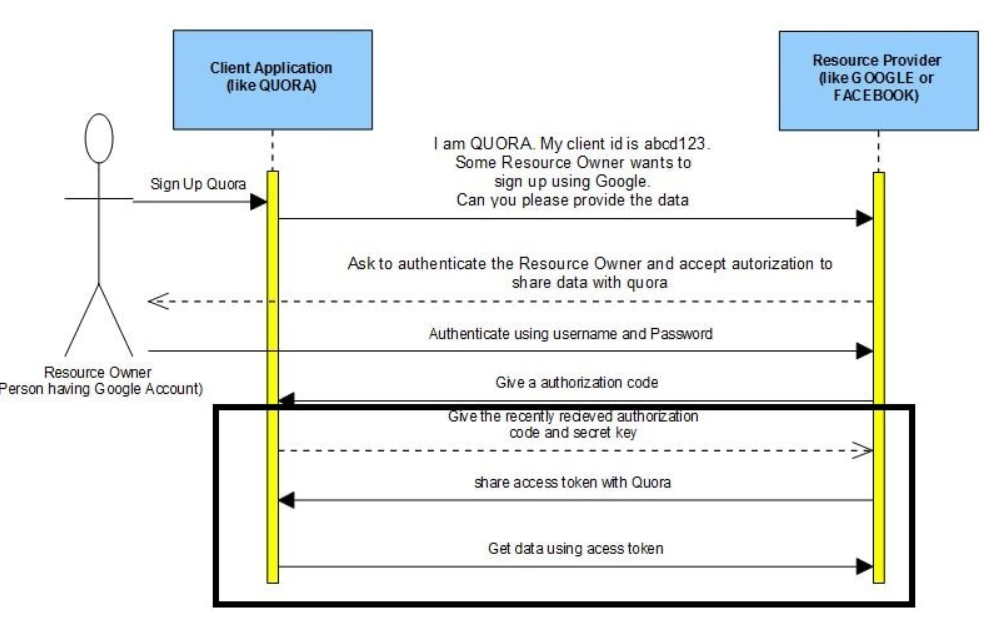 Client Application
(like QUORA)
Resource Provider
(like GOOGLE or
FACEBOOK)
I am QUORA. My client id is abcd123.
Some Resource Owner wants to
sign up using Google.
Can you please provide the data
Sign Up Quora
Ask to authenticate the Resource Owner and accept autorization to
share data with quora
Authenticate using username and Password
Resource Owner
Person having Google Account)
Give a authorization code
Give the recently recieved authorization
code and secret key
share access token with Quora
Get data using acess token